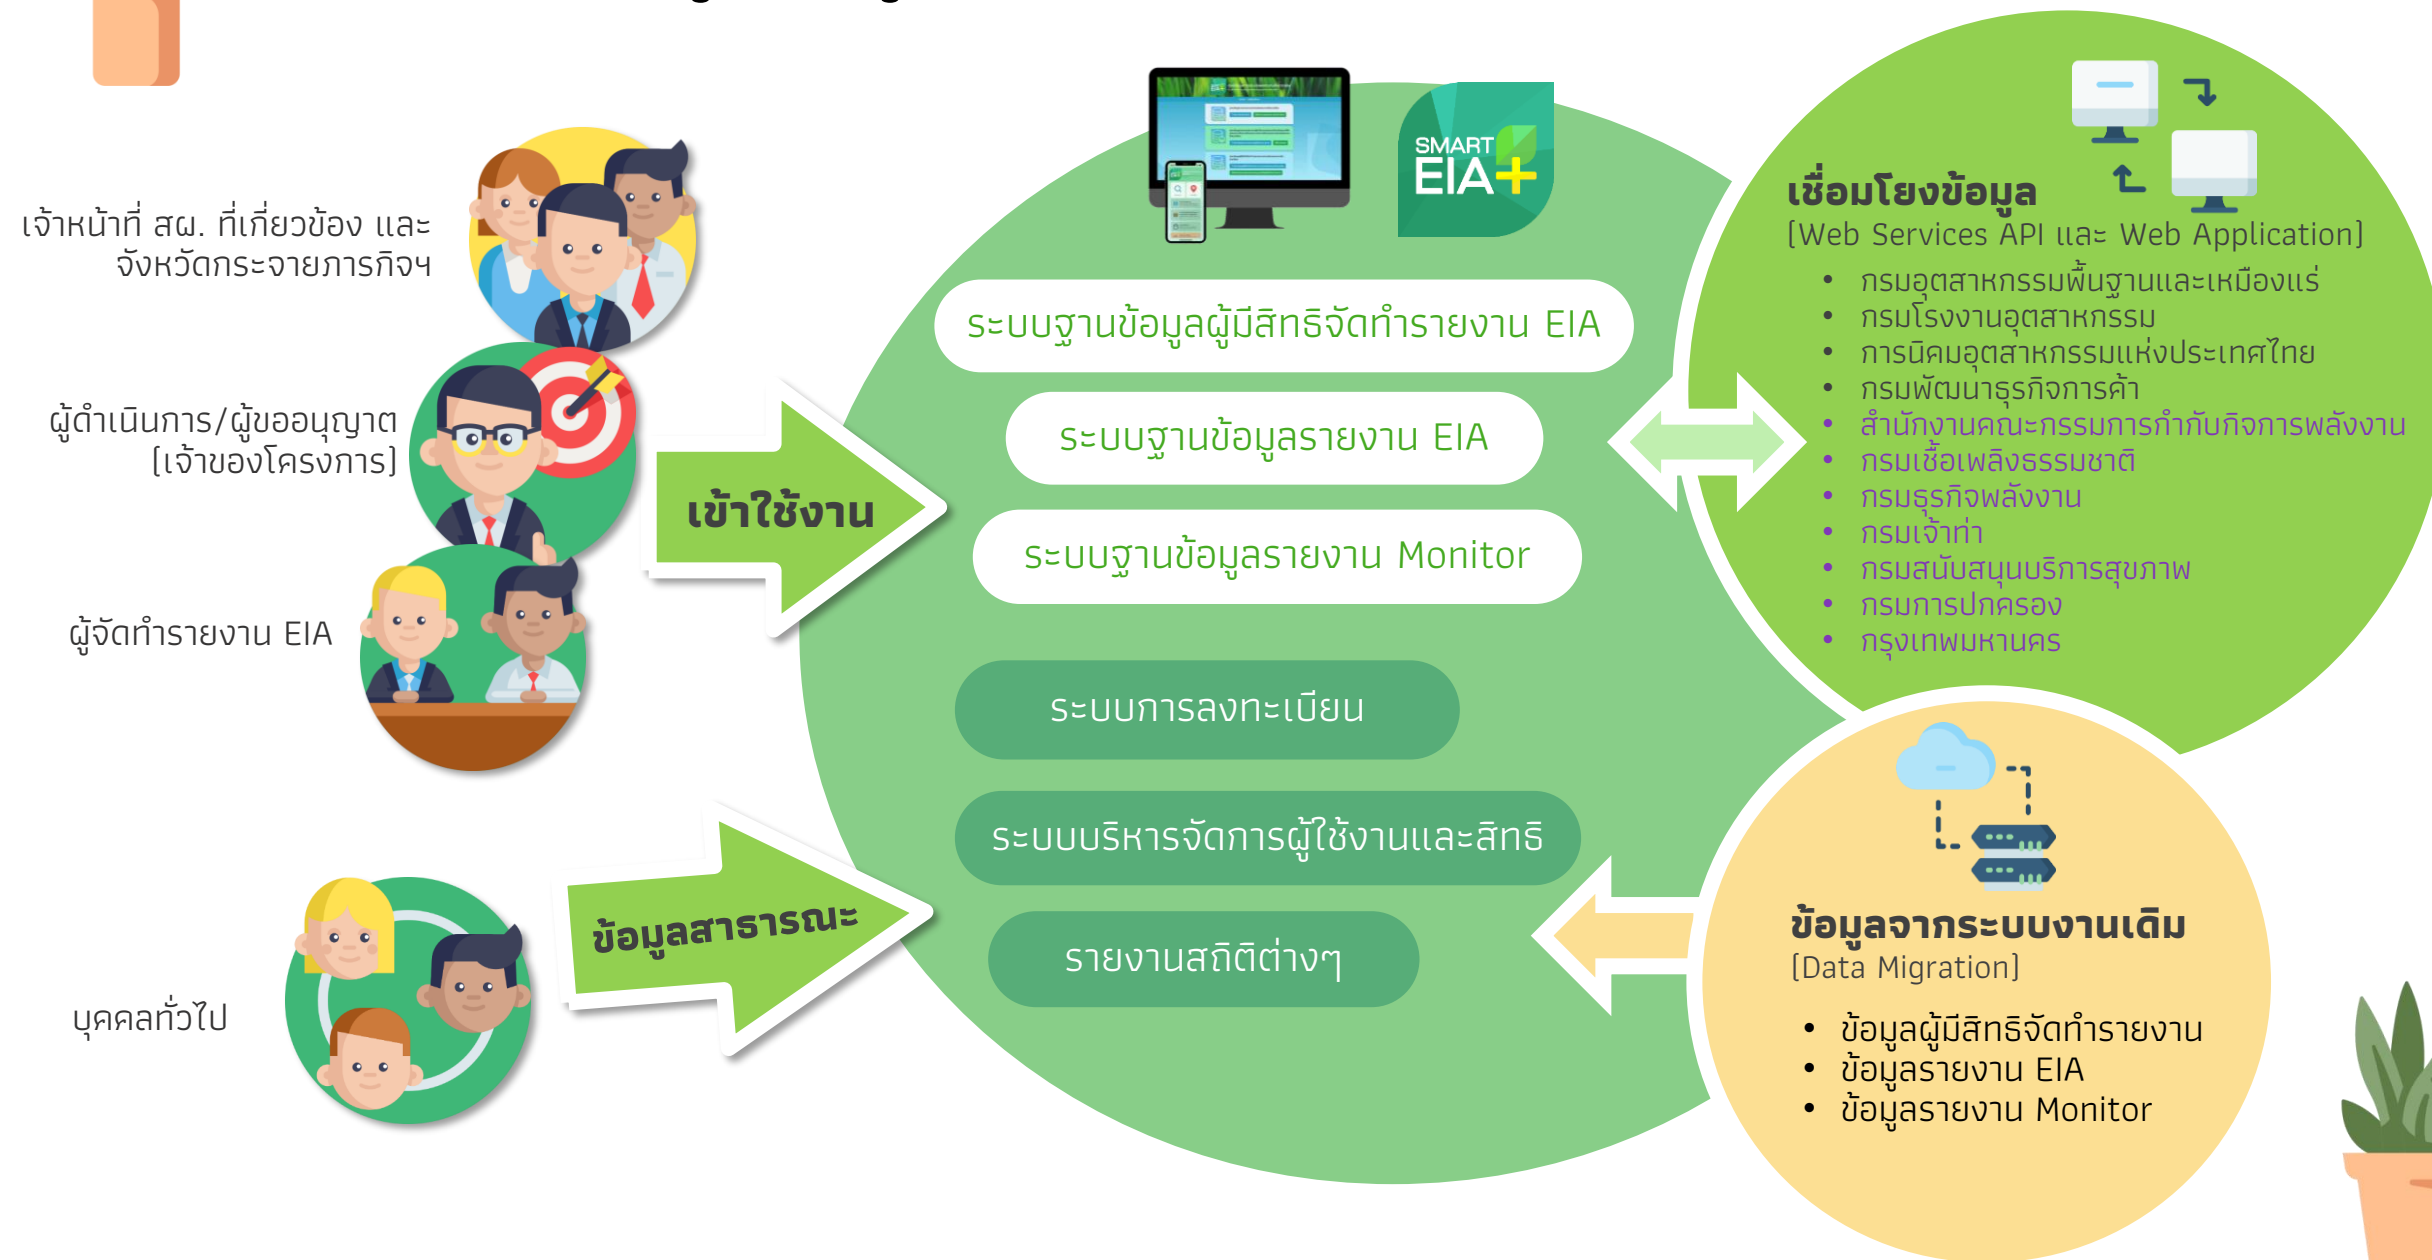 เจ้าหน้าที่ สผ. ที่เกี่ยวข้อง และ
จังหวัดกระจายภารกิจฯ
ผู้ดำเนินการ/ผู้ขออนุญาต
(เจ้าของโครงการ)
ผู้จัดทำรายงาน EIA
บุคคลทั่วไป
เข้าใช้งาน
ข้อมูลสาธารณะ
SMART
EIA+
ระบบฐานข้อมูลผู้มีสิทธิจัดทำรายงาน EIA
ระบบฐานข้อมูลรายงาน EIA
ระบบฐานข้อมูลรายงาน Monitor
ระบบการลงทะเบียน
ระบบบริหารจัดการผู้ใช้งานและสิทธิ
รายงานสถิติต่างๆ
เชื่อมโยงข้อมูล
(Web Services API และ Web Application)
• กรมอุตสาหกรรมพื้นฐานและเหมืองแร่
• กรมโรงงานอุตสาหกรรม
• การนิคมอุตสาหกรรมแห่งประเทศไทย
• กรมพัฒนาธุรกิจการค้า
• สำนักงานคณะกรรมการกำกับกิจการพลังงาน
• กรมเชื้อเพลิงธรรมชาติ
• กรมธุรกิจพลังงาน
• กรมเจ้าท่า
• กรมสนับสนุนบริการสุขภาพ
• กรมการปกครอง
• กรุงเทพมหานคร
ข้อมูลจากระบบงานเดิม
(Data Migration)
• ข้อมูลผู้มีสิทธิจัดทำรายงาน
• ข้อมูลรายงาน EIA
• ข้อมูลรายงาน Monitor